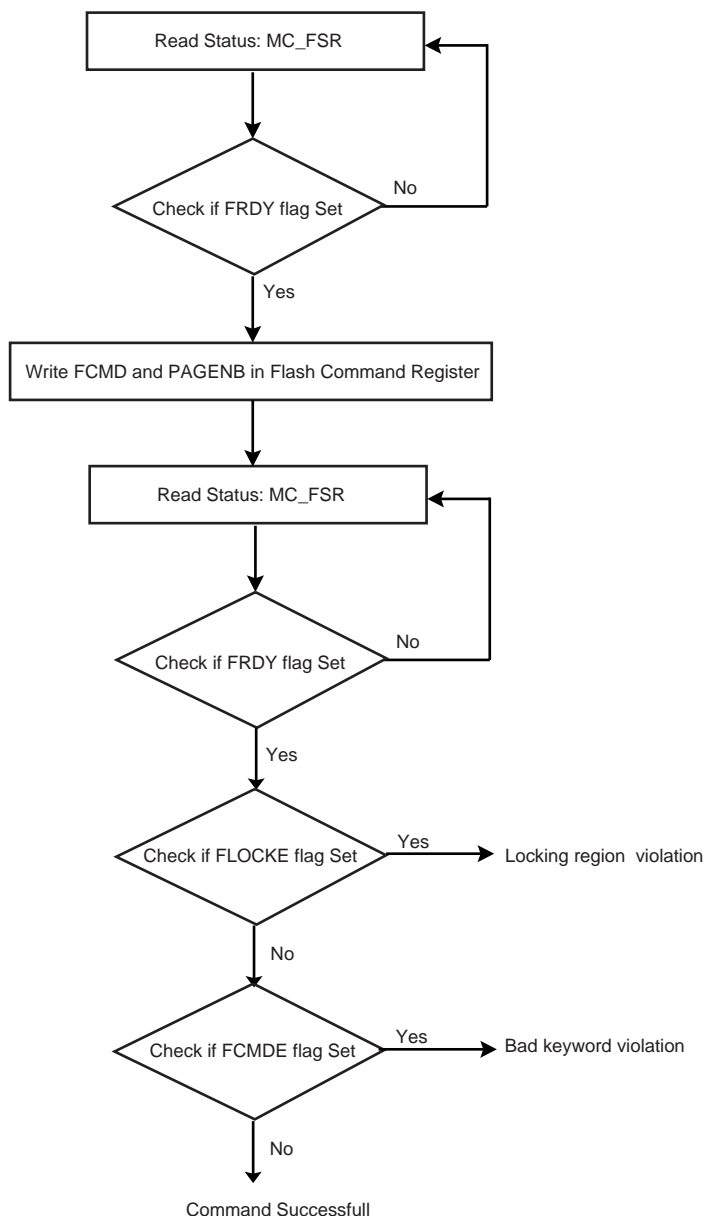 Read Status: MC_FSR
No
Check if FRDY flag Set
Yes
Write FCMD and PAGENB in Flash Command Register
Read Status: MC_FSR
No
Check if FRDY flag Set
Yes
Yes
Check if FLOCKE flag Set
Locking region violation
No
Yes
Check if FCMDE flag Set
Bad keyword violation
No
Command Successfull